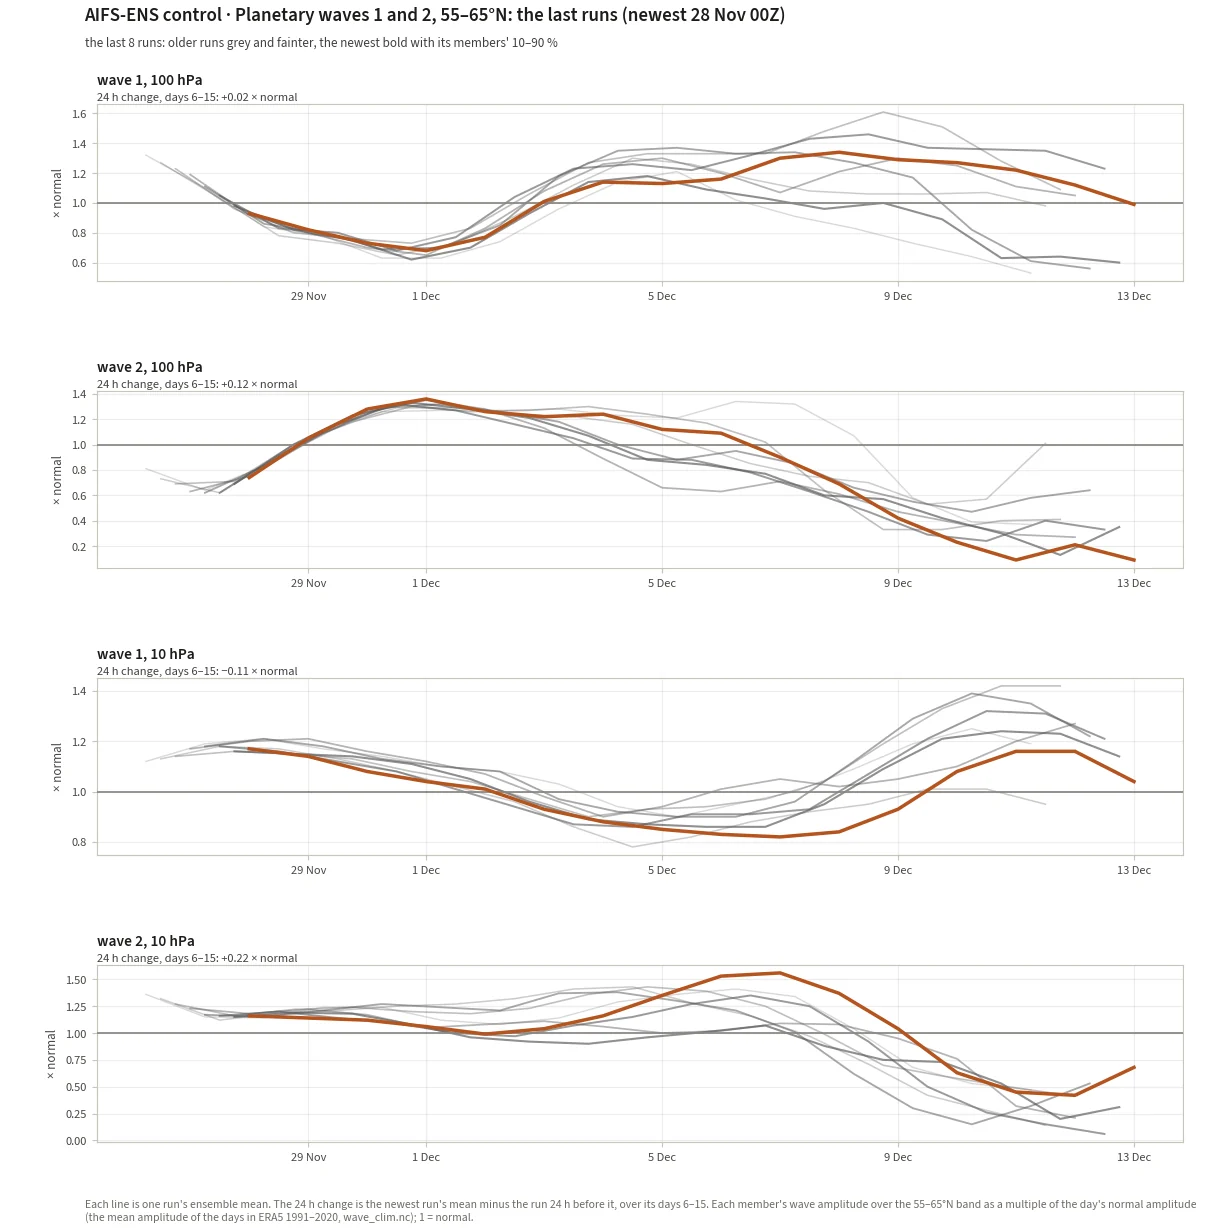 AIFS-ENS control · Planetary waves 1 and 2, 55–65°N: the last runs (newest 28 Nov 00Z)
the last 8 runs: older runs grey and fainter, the newest bold with its members' 10–90 %
wave 1, 100 hPa
24 h change, days 6–15: +0.02 × normal
1.6
1.4
1.2
1.0
0.8
0.6
× normal
29 Nov
1 Dec
5 Dec
9 Dec
13 Dec
wave 2, 100 hPa
24 h change, days 6–15: +0.12 × normal
1.4
1.2
1.0
0.8
0.6
0.4
0.2
× normal
29 Nov
1 Dec
5 Dec
9 Dec
13 Dec
wave 1, 10 hPa
24 h change, days 6–15: −0.11 × normal
1.4
1.2
1.0
0.8
× normal
29 Nov
1 Dec
5 Dec
9 Dec
13 Dec
wave 2, 10 hPa
24 h change, days 6–15: +0.22 × normal
1.50
1.25
1.00
0.75
0.50
0.25
0.00
× normal
29 Nov
1 Dec
5 Dec
9 Dec
13 Dec
Each line is one run's ensemble mean. The 24 h change is the newest run's mean minus the run 24 h before it, over its days 6–15. Each member's wave amplitude over the 55–65°N band as a multiple of the day's normal amplitude
(the mean amplitude of the days in ERA5 1991–2020, wave_clim.nc); 1 = normal.